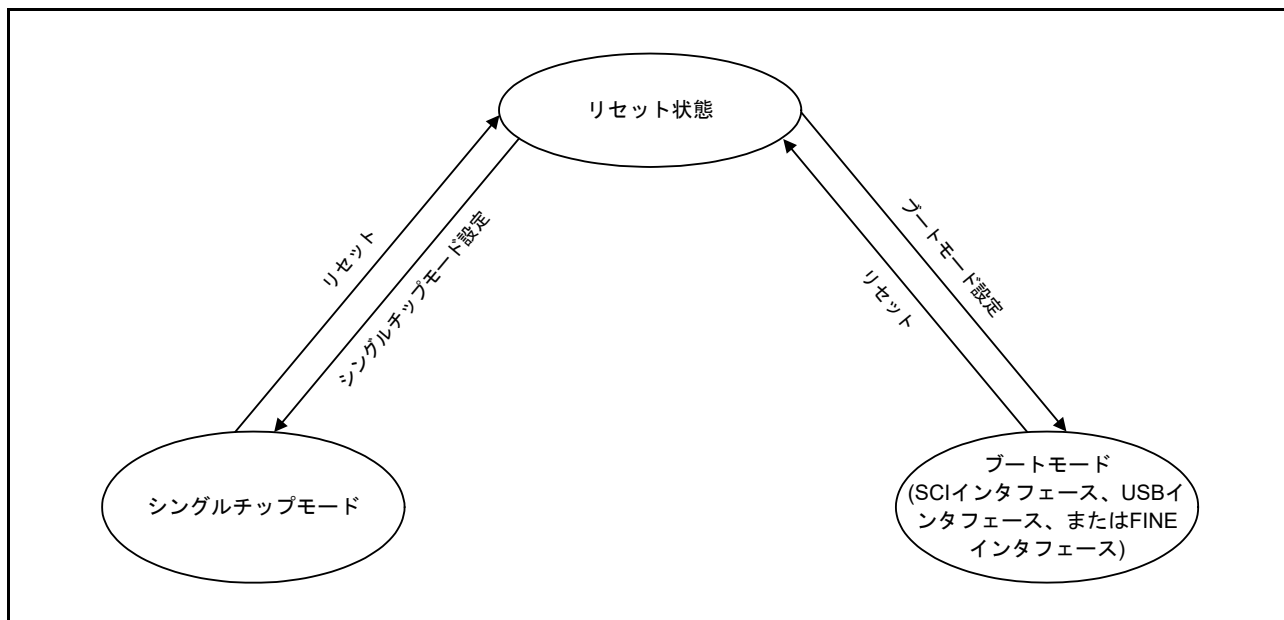 リセット状態
リセット
シングルチップモード設定
ブートモード設定
リセット
シングルチップモード
ブートモード
(SCIインタフェース、USBイ
ンタフェース、またはFINE
インタフェース)